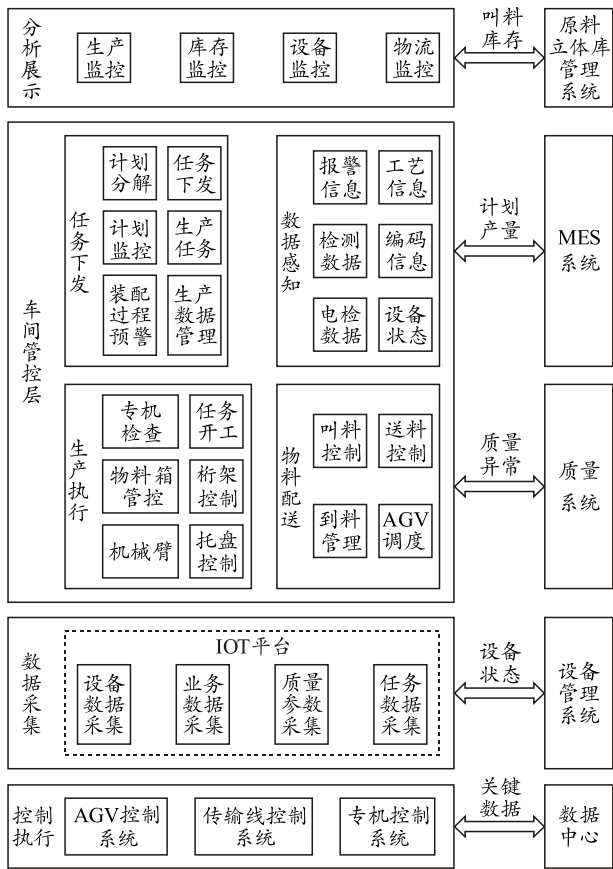 分析展示
生产
监控
库存
监控
设备
监控
物流
监控
叫料
库存
原料
立体库
管理
系统
车间管控层
任务下发
计划
分解
任务
下发
计划
监控
生产
任务
装配
过程
预警
生产
数据
管理
数据感知
报警
信息
工艺
信息
检测
数据
编码
信息
电检
数据
设备
状态
计划
产量
MES
系统
生产执行
专机
检查
任务
开工
物料箱
管控
桁架
控制
机械臂
托盘
控制
物料配送
叫料
控制
送料
控制
到料
管理
AGV
调度
质量
异常
质量
系统
数据采集
IOT平台
设备
数据
采集
业务
数据
采集
质量
参数
采集
任务
数据
采集
设备
状态
设备
管理
系统
控制
执行
AGV控制
系统
传输线控制
系统
专机控制
系统
关键
数据
数据
中心